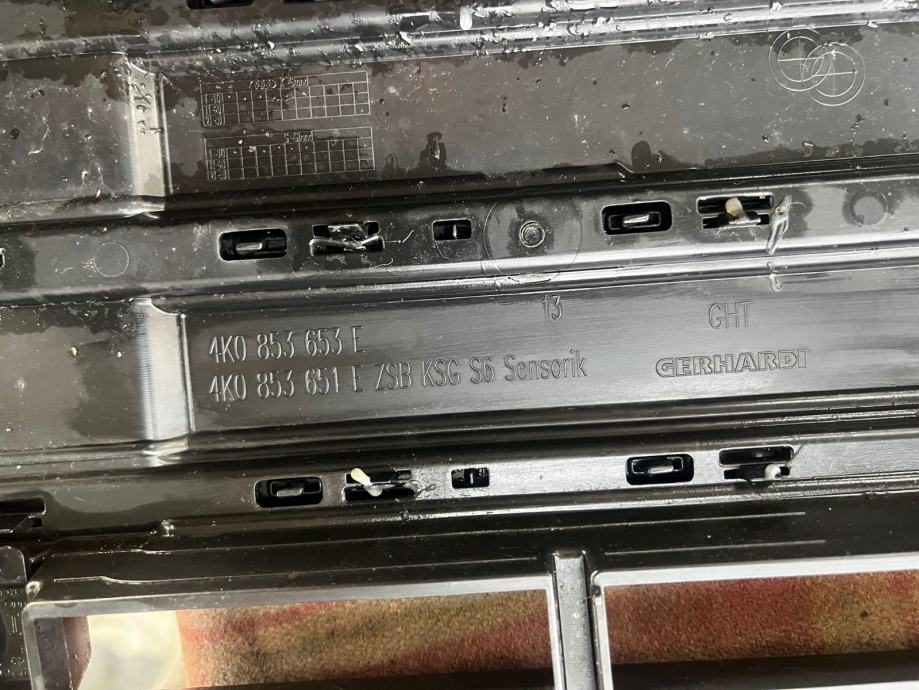 13
GHT
4K0 853 653 E
4K0 853 651 E ZSB KSG S6 Sensorik
GERHARDI